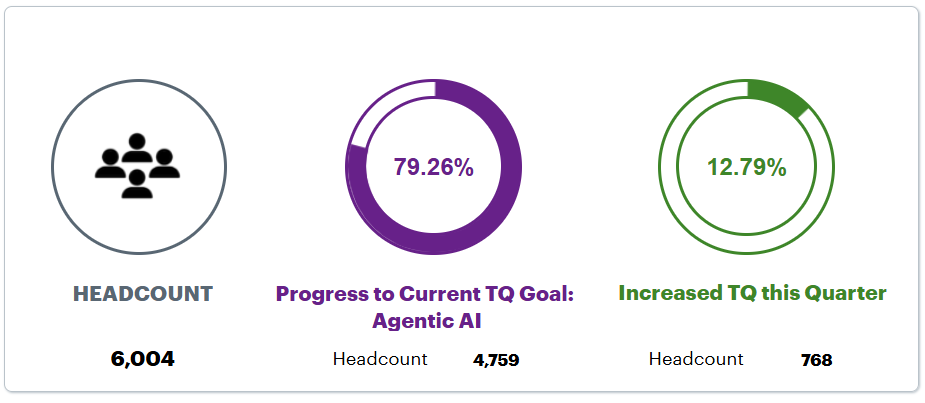 79.26%
12.79%
HEADCOUNT
Progress to Current TQ Goal:
Agentic AI
Increased TQ this Quarter
6,004
Headcount 4,759
Headcount 768